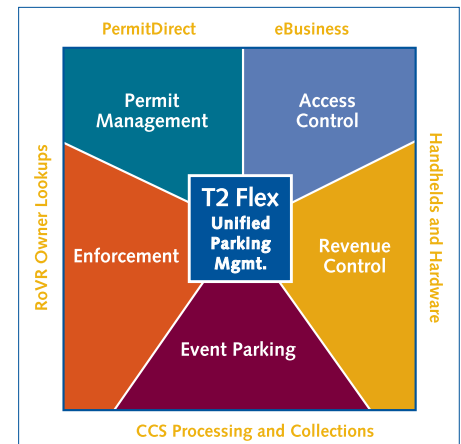 PermitDirect eBusiness
Permit
Management
Access
Control
RoVR Owner Lookups
Handhelds and Hardware
T2 Flex
Unified
Parking
Mgmt.
Enforcement
Revenue
Control
Event Parking
CCS Processing and Collections